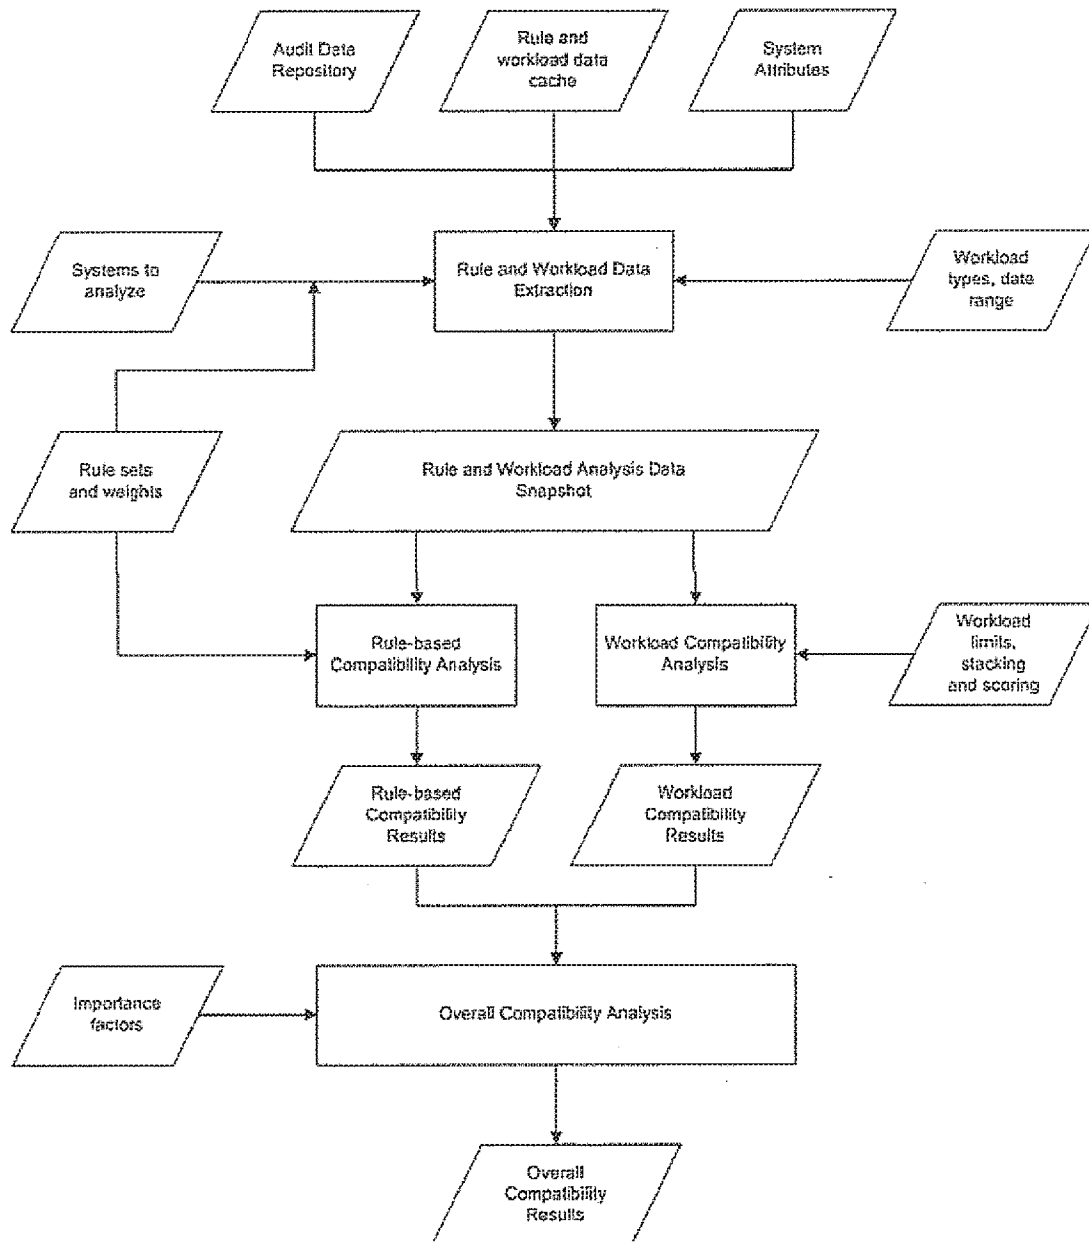 Audit Data
Repository
Rule and
workload data
cache
System
Attributes
Systems to
analyze
Rule and Workload Data
Extraction
Workload
types, date
range
Rule sets
and weights
Rule and Workload Analysis Data
Snapshot
Rule-based
Compatibility Analysis
Workload Compatibility
Analysis
Workload
limits,
stacking
and scoring
Rule-based
Compatibility
Results
Workload
Compatibility
Results
Importance
factors
Overall Compatibility Analysis
Overall
Compatibility
Results